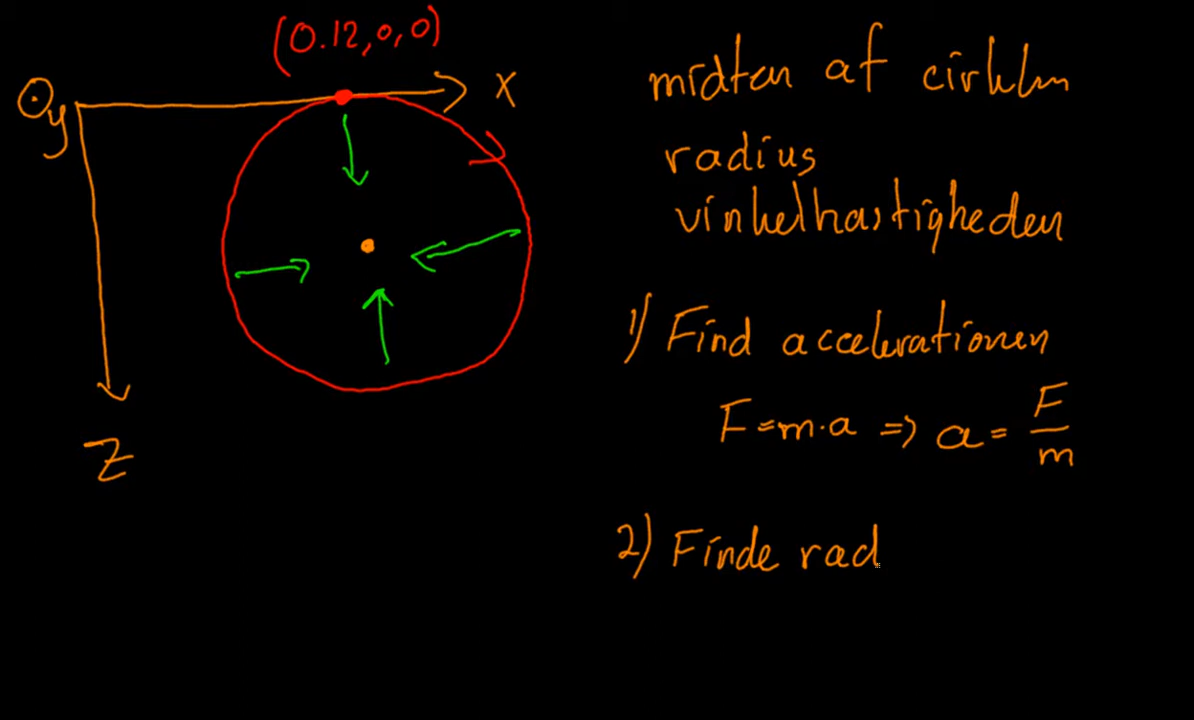 (0.12,0,0)
x
y
z
midten af cirklen
radius
vinkelhastigheden
1) Find accelerationen
F=m·a => a= F/m
2) Finde rad